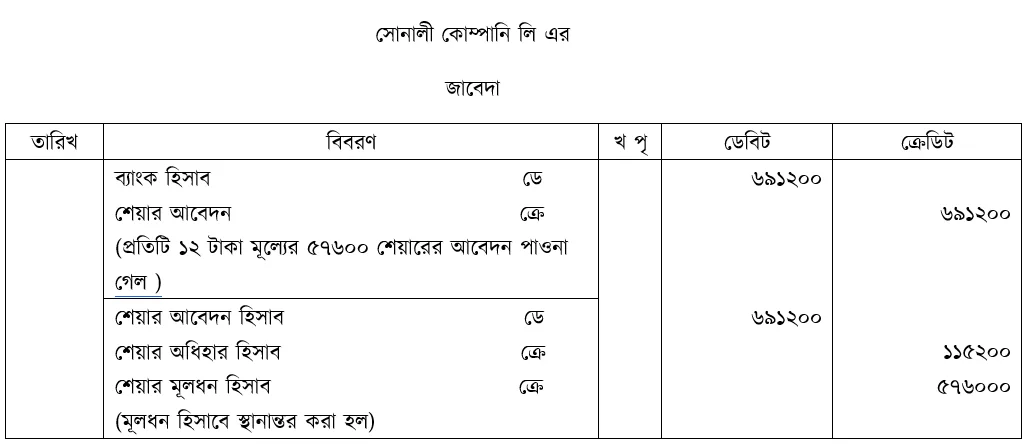 সোনালী কোম্পানি লি এর
জাবেদা
তারিখ বিবরণ খ পৃ ডেবিট ক্রেডিট
ব্যাংক হিসাব ডে ৬৯১২০০
শেয়ার আবেদন ক্রে ৬৯১২০০
(প্রতিটি ১২ টাকা মূল্যের ৫৭৬০০ শেয়ারের আবেদন পাওনা
গেল )
শেয়ার আবেদন হিসাব ডে ৬৯১২০০
শেয়ার অধিহার হিসাব ক্রে ১১৫২০০
শেয়ার মূলধন হিসাব ক্রে ৫৭৬০০০
(মূলধন হিসাবে স্থানান্তর করা হল)